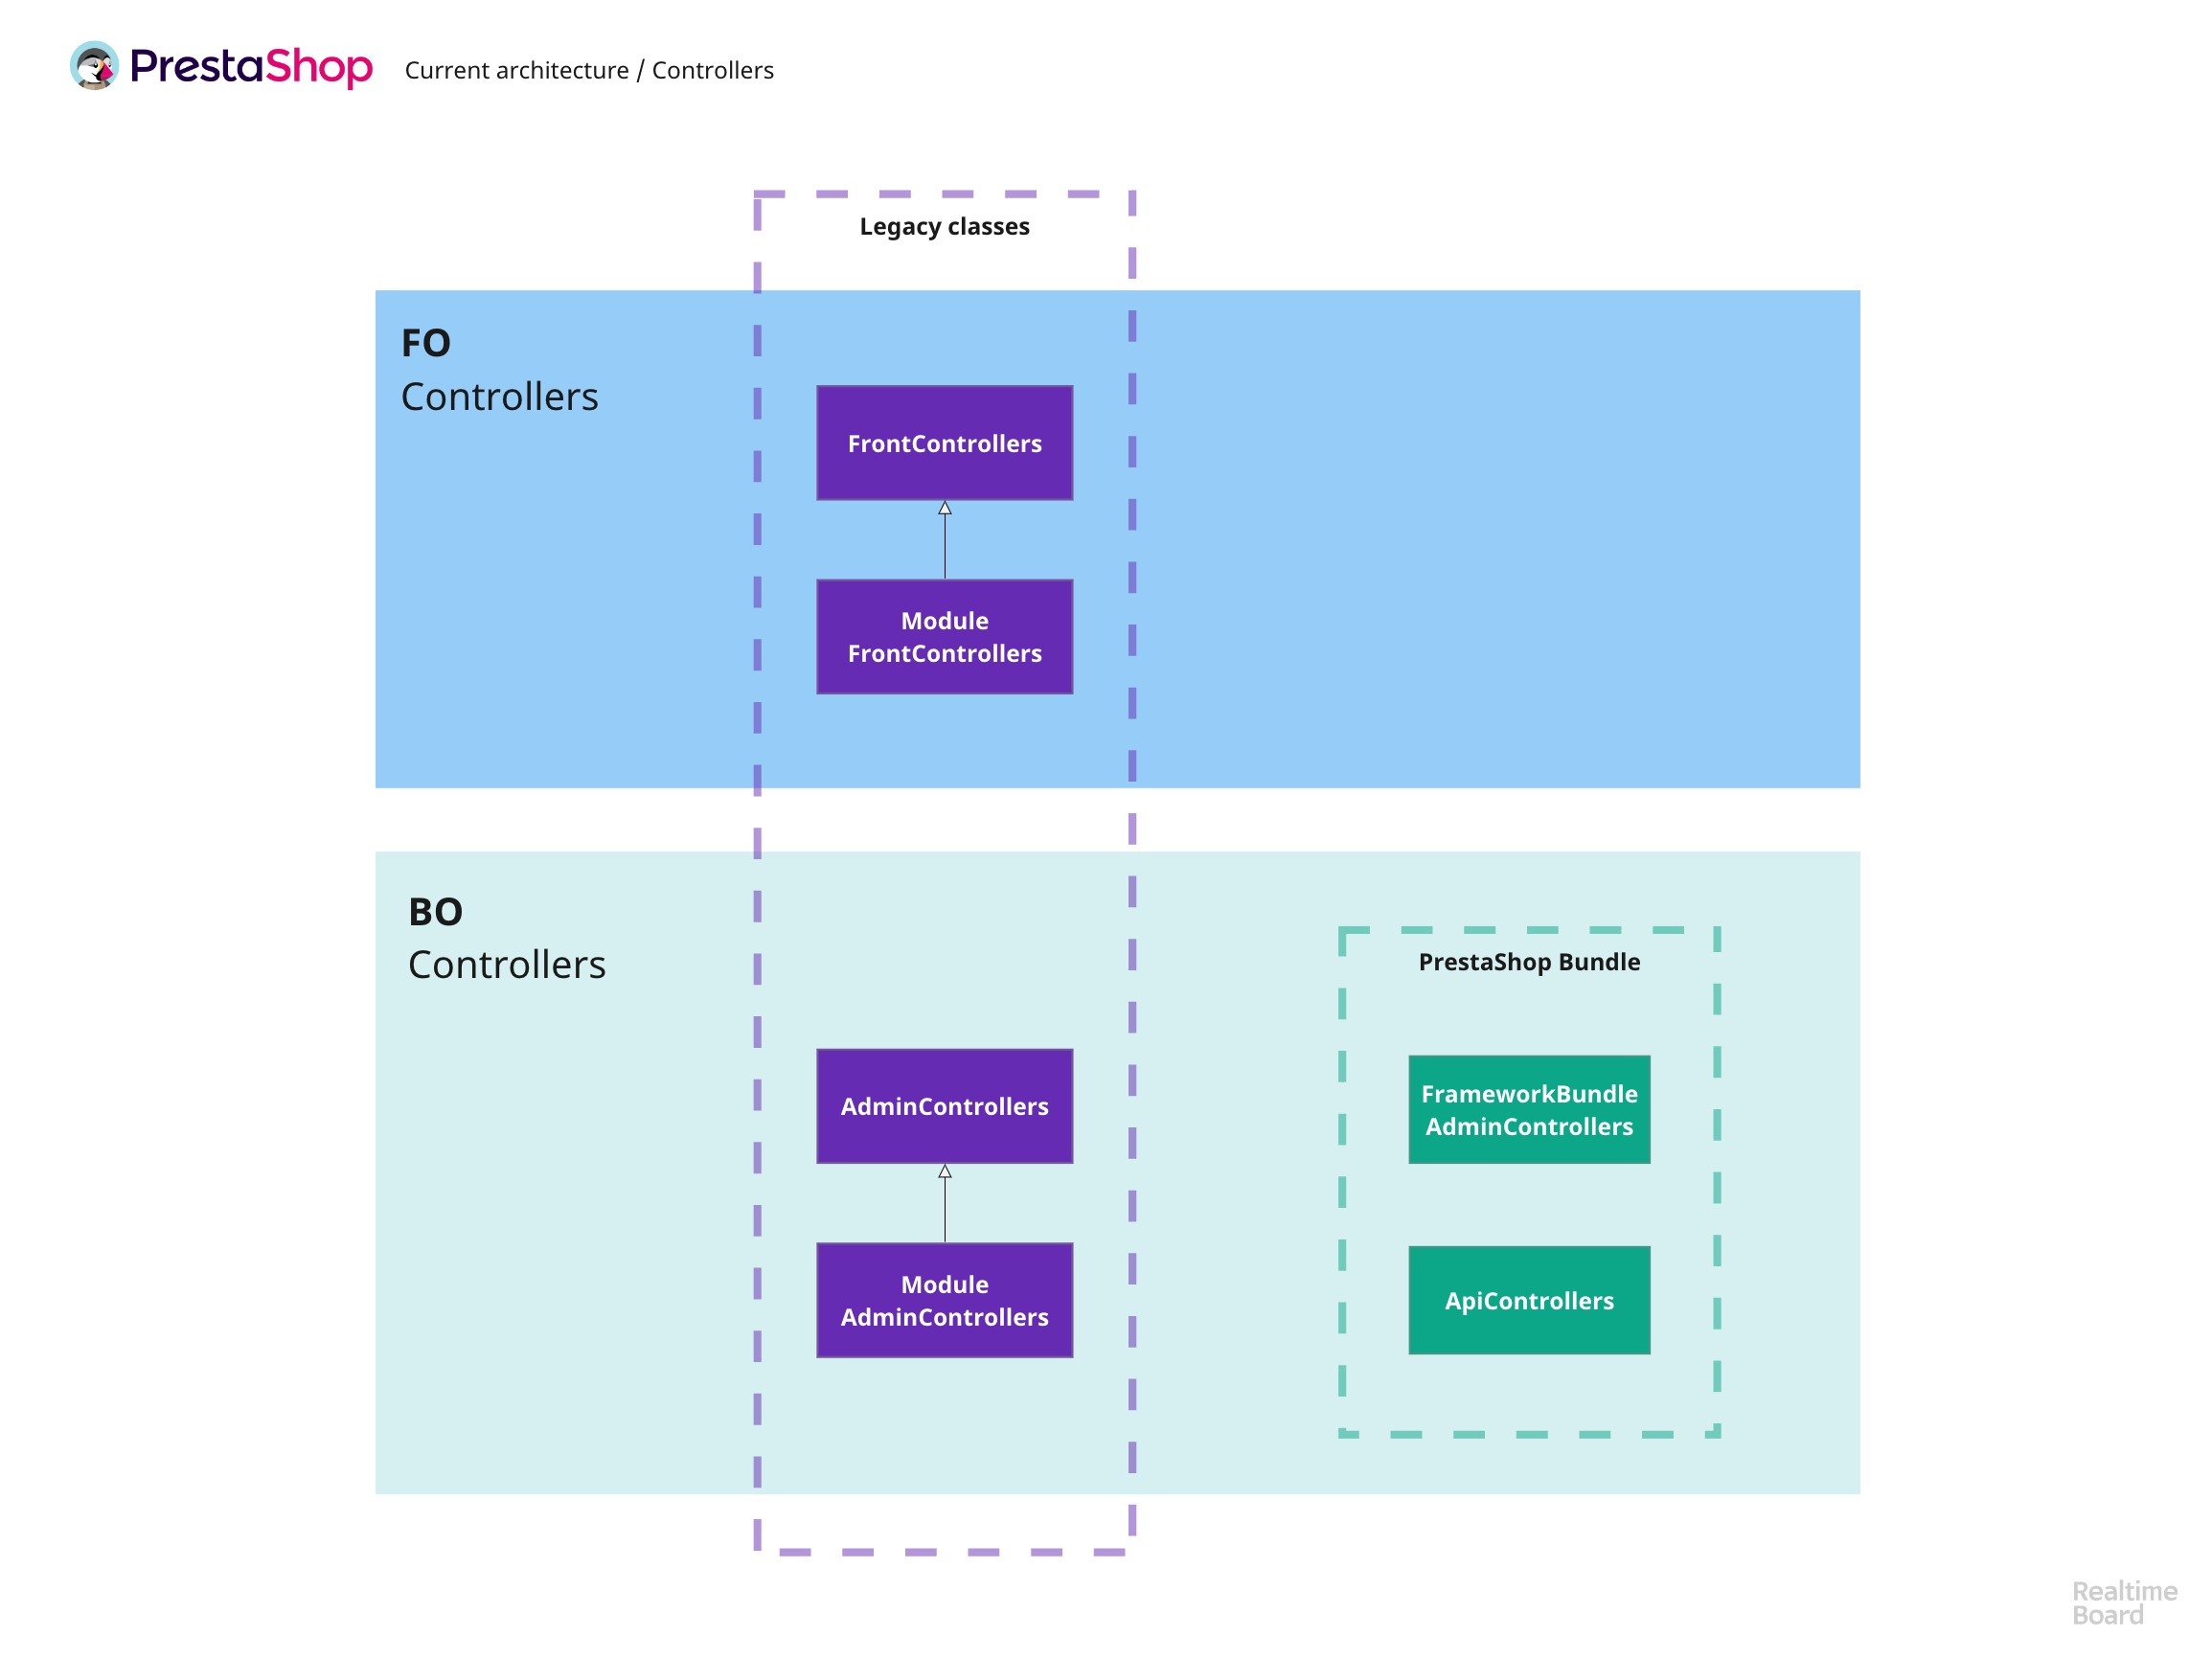 PrestaShop
Current architecture / Controllers
Legacy classes
FO
Controllers
FrontControllers
Module
FrontControllers
BO
Controllers
PrestaShop Bundle
AdminControllers
FrameworkBundle
AdminControllers
Module
AdminControllers
ApiControllers
Realtime
Board